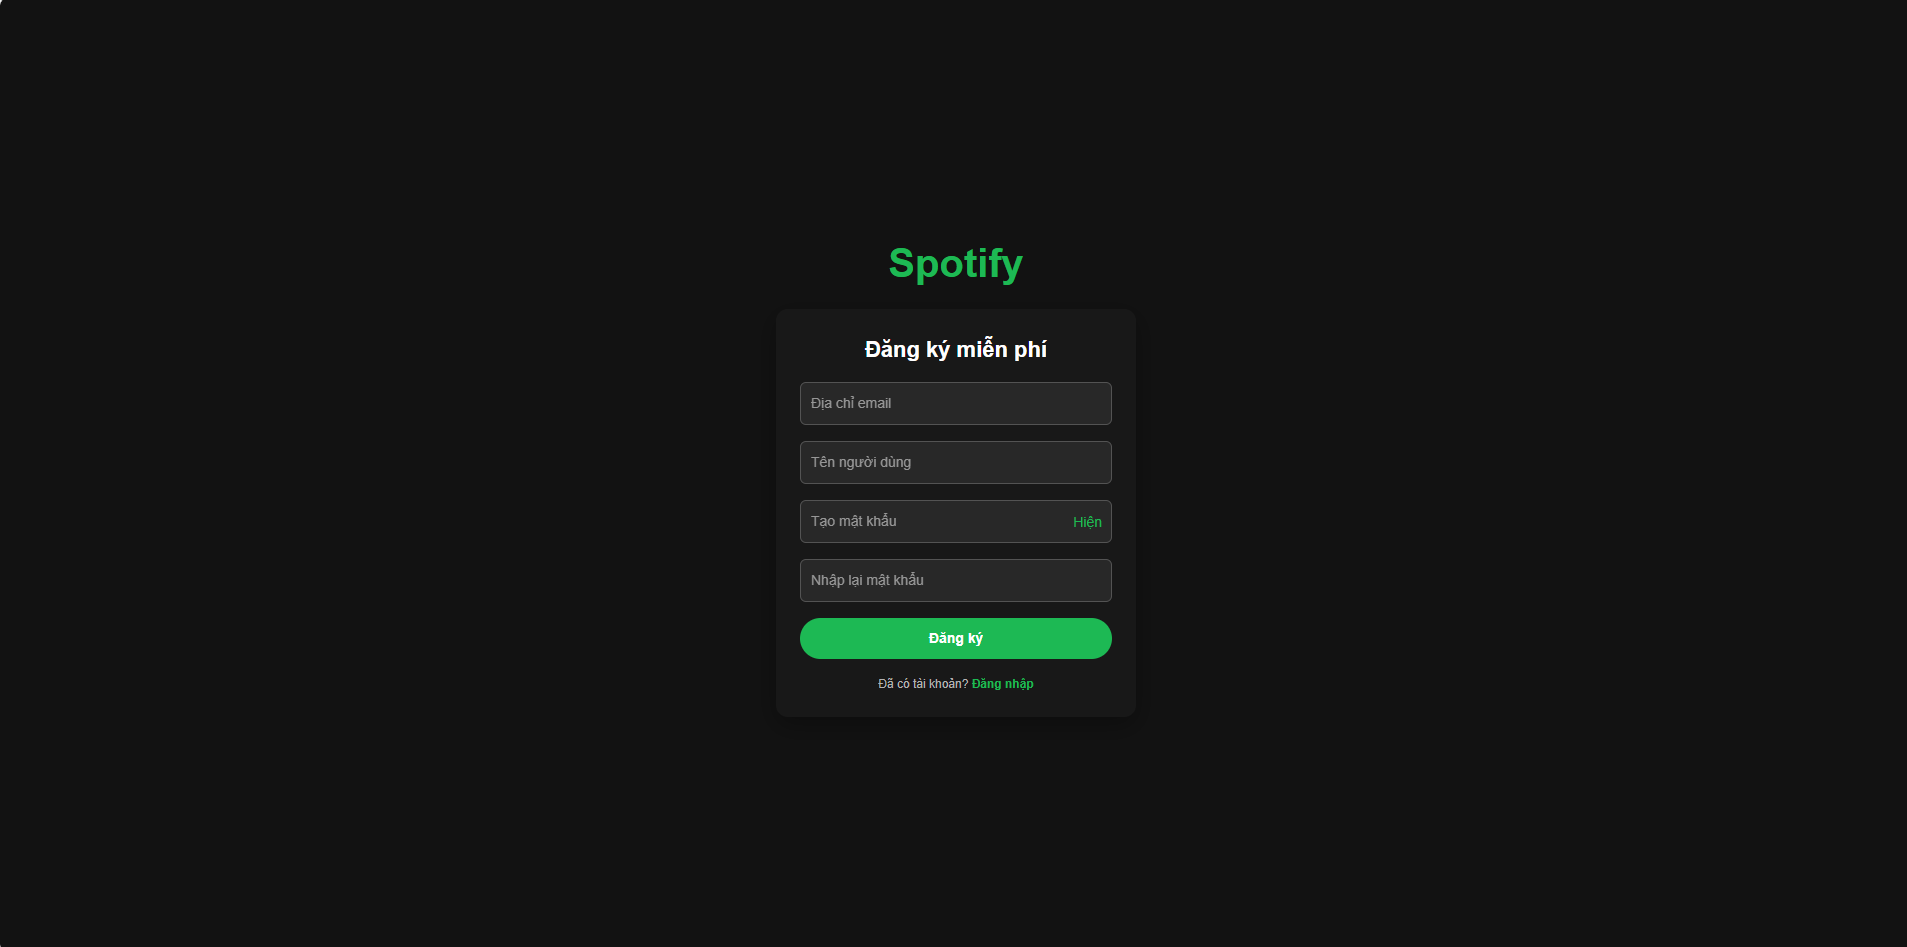 Spotify
Đăng ký miễn phí
Địa chỉ email
Tên người dùng
Tạo mật khẩu Hiện
Nhập lại mật khẩu
Đăng ký
Đã có tài khoản? Đăng nhập